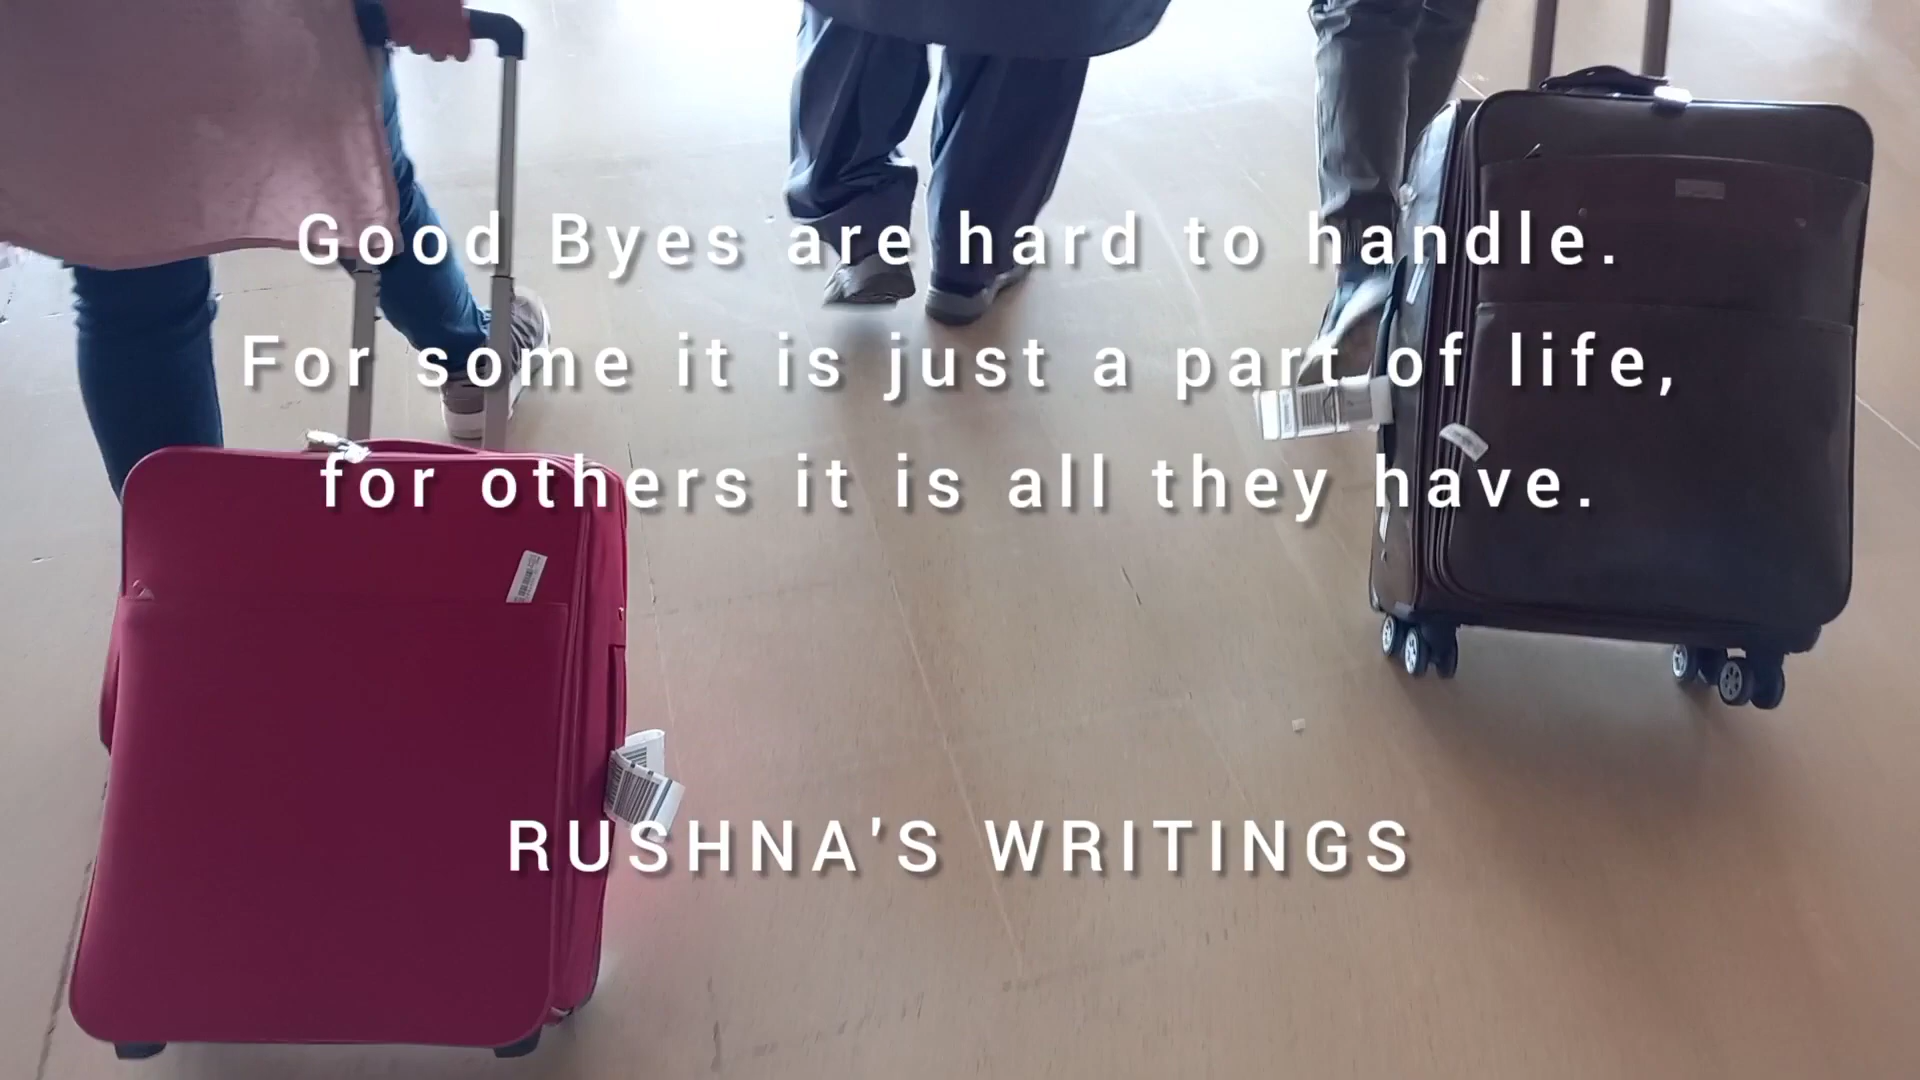 Good Byes are hard to handle.
For some it is just a part of life,
for others it is all they have.
RUSHNA'S WRITINGS